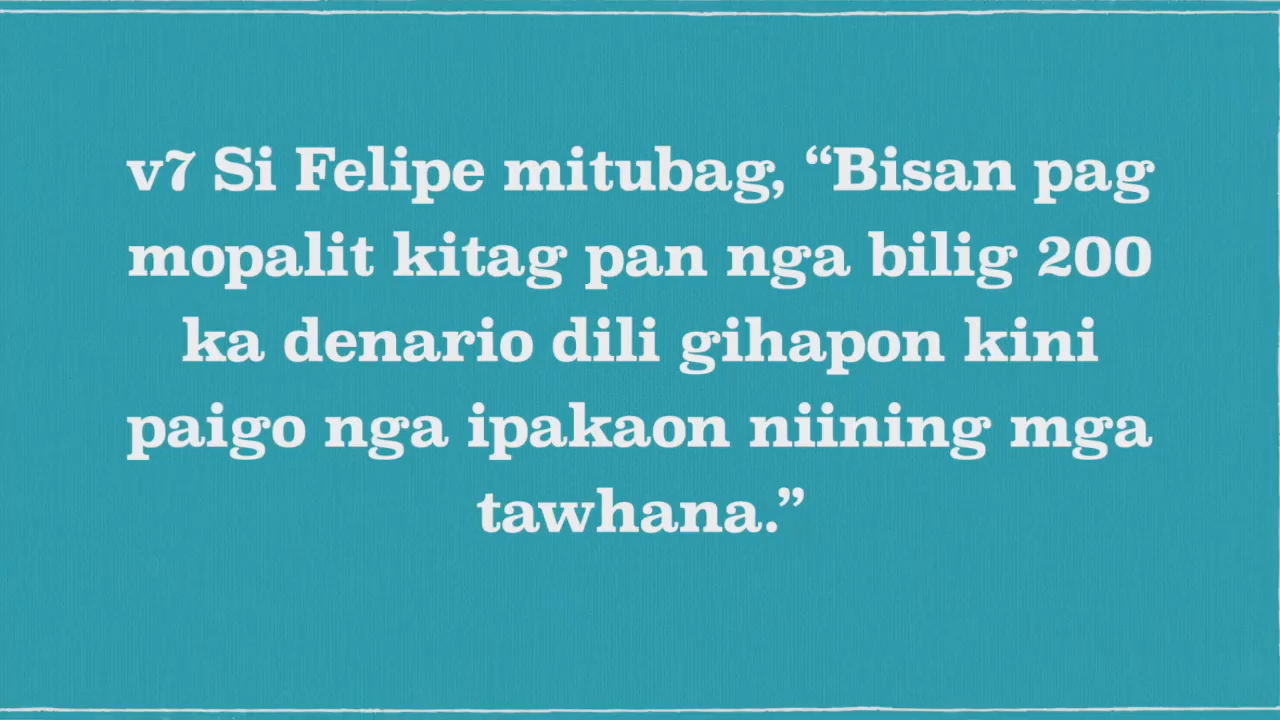 v7 Si Felipe mitubag, “Bisan pag
mopalit kitag pan nga bilig 200
ka denario dili gihapon kini
paigo nga ipakaon niining mga
tawhana.”